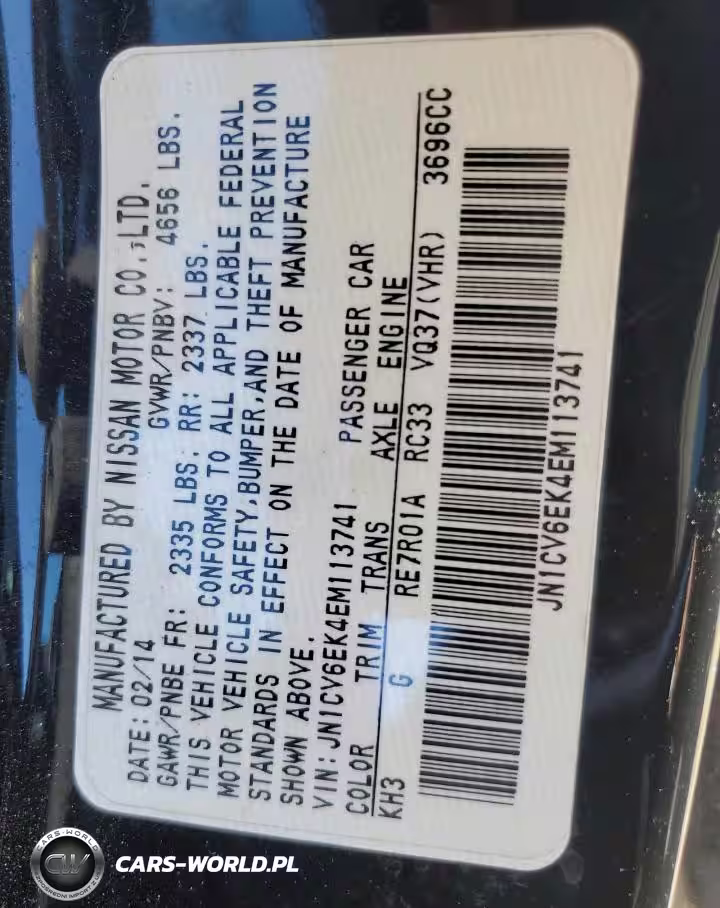 MANUFACTURED BY NISSAN MOTOR CO.,LTD.
DATE: 02/14 GVWR/PNBV: 4656 LBS.
GAWR/PNBE FR: 2335 LBS. RR: 2337 LBS.
THIS VEHICLE CONFORMS TO ALL APPLICABLE FEDERAL
MOTOR VEHICLE SAFETY,BUMPER,AND THEFT PREVENTION
STANDARDS IN EFFECT ON THE DATE OF MANUFACTURE
SHOWN ABOVE.
VIN: JN1CV6EK4EM113741 PASSENGER CAR
COLOR TRIM TRANS AXLE ENGINE
KH3 G RE7R01A RC33 VQ37(VHR) 3696CC
JN1CV6EK4EM113741
CARS-WORLD
CW
CARS-WORLD.PL